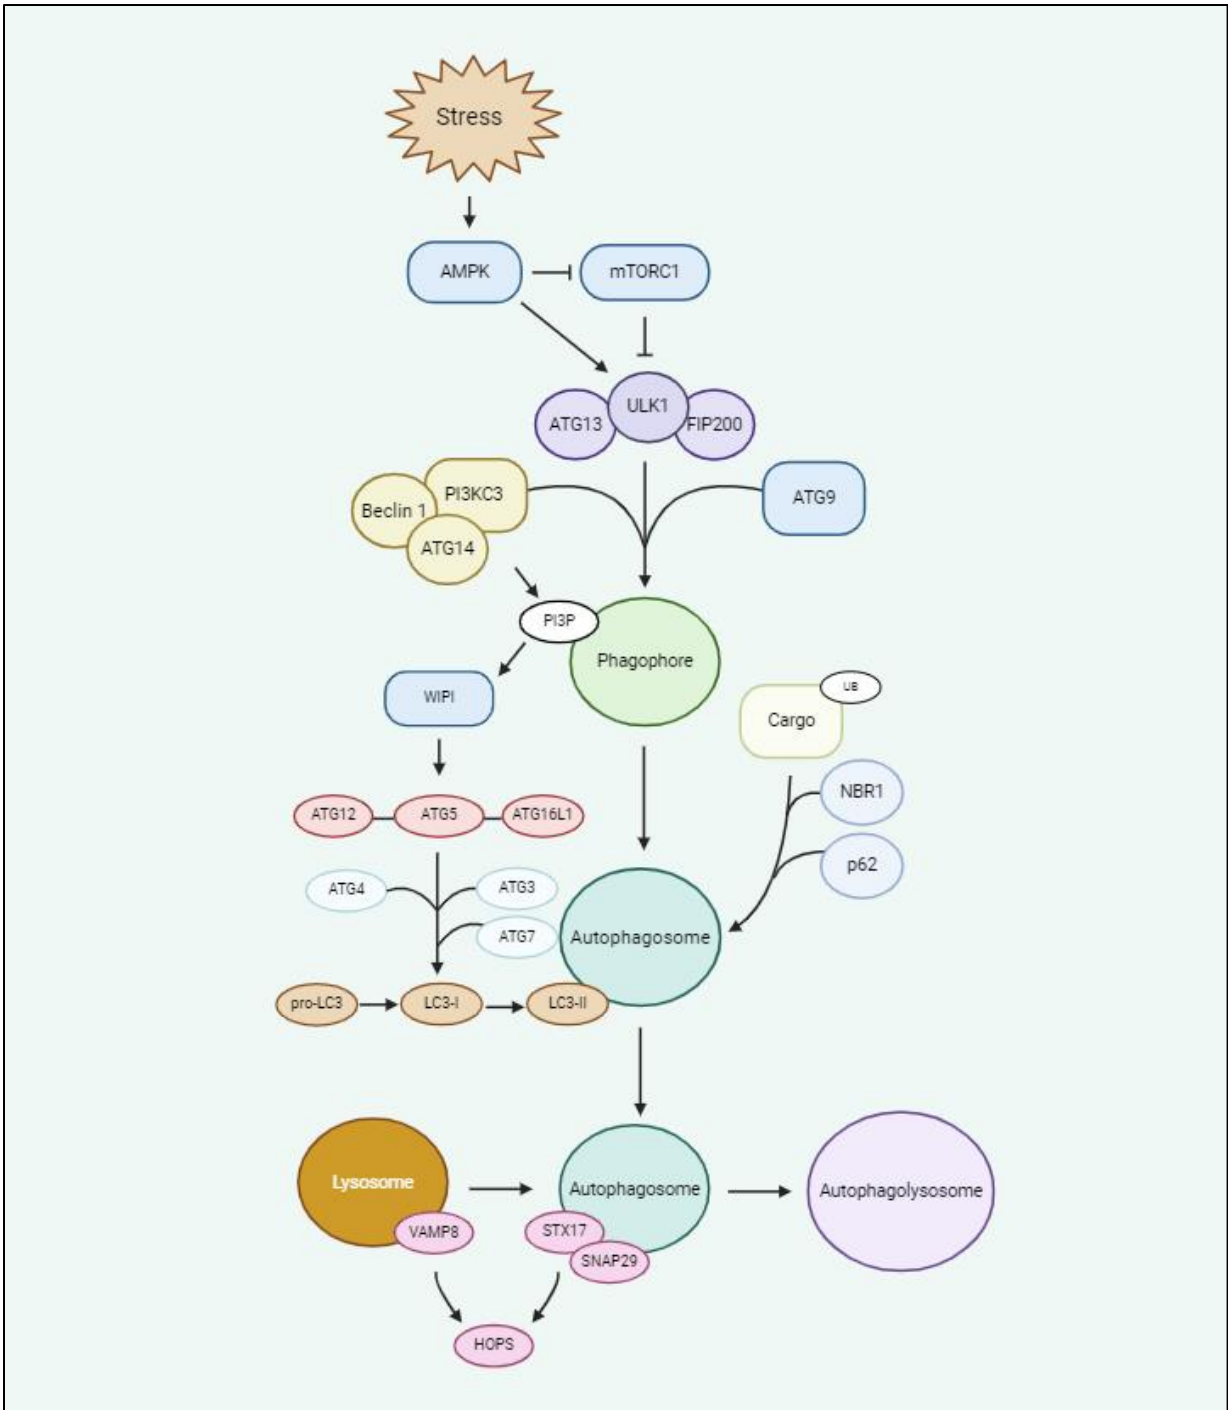 Stress
AMPK
mTORC1
ULK1
ATG13
FIP200
PI3KC3
Beclin 1
ATG14
ATG9
PI3P
Phagophore
WIPI
UB
Cargo
NBR1
p62
ATG12
ATG5
ATG16L1
ATG4
ATG3
ATG7
Autophagosome
pro-LC3
LC3-I
LC3-II
Lysosome
VAMP8
Autophagosome
STX17
SNAP29
Autophagolysosome
HOPS